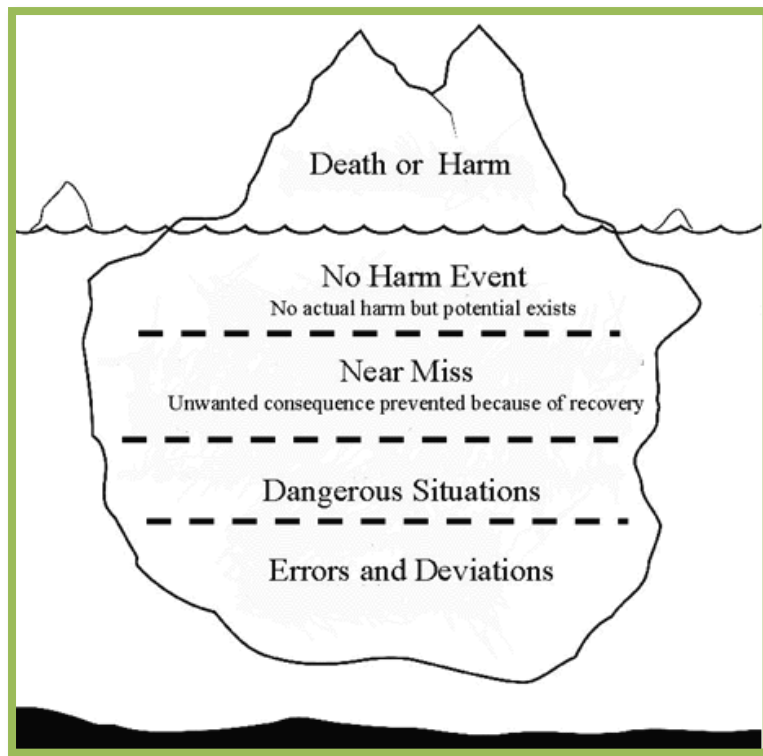 Death or Harm
No Harm Event
No actual harm but potential exists
Near Miss
Unwanted consequence prevented because of recovery
Dangerous Situations
Errors and Deviations